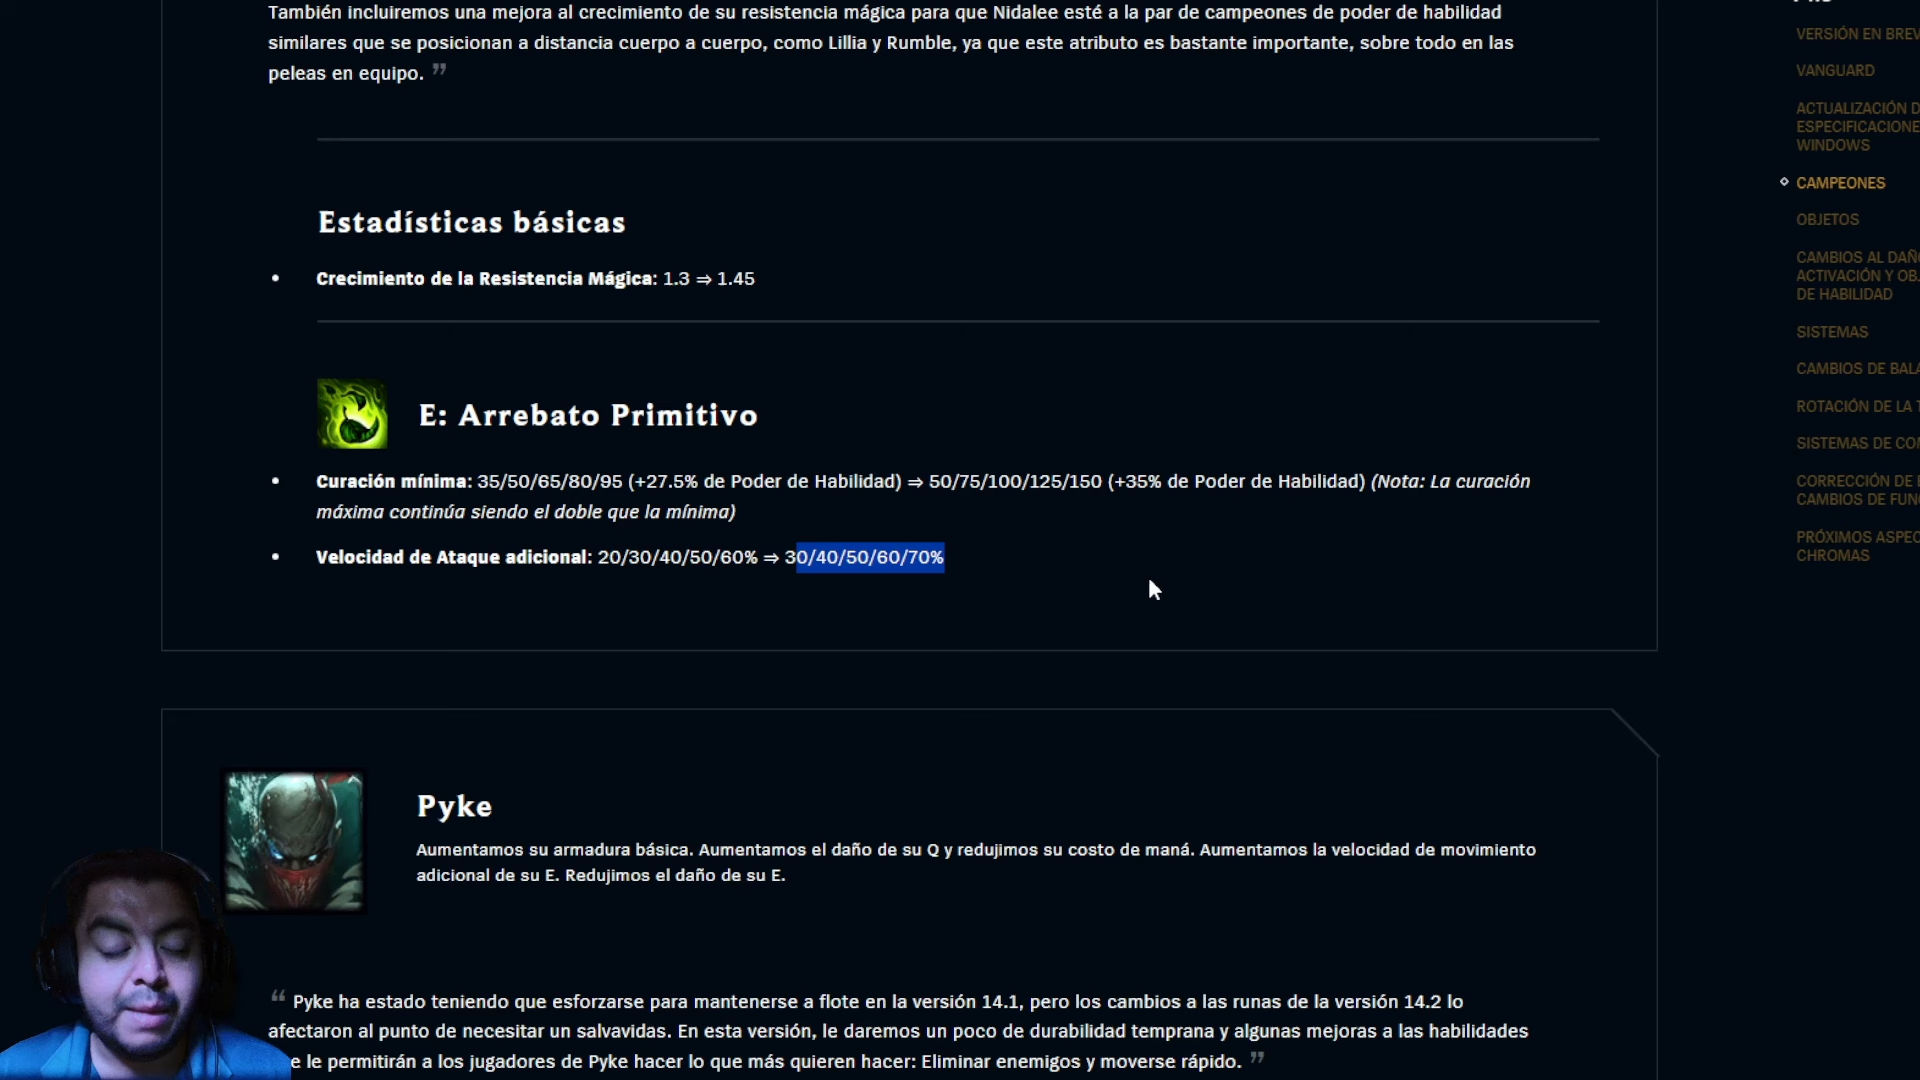 También incluiremos una mejora al crecimiento de su resistencia mágica para que Nidalee esté a la par de campeones de poder de habilidad
similares que se posicionan a distancia cuerpo a cuerpo, como Lillia y Rumble, ya que este atributo es bastante importante, sobre todo en las
peleas en equipo. ”
Estadísticas básicas
• Crecimiento de la Resistencia Mágica: 1.3 ⇒ 1.45
E: Arrebato Primitivo
• Curación mínima: 35/50/65/80/95 (+27.5% de Poder de Habilidad) ⇒ 50/75/100/125/150 (+35% de Poder de Habilidad) (Nota: La curación
máxima continúa siendo el doble que la mínima)
• Velocidad de Ataque adicional: 20/30/40/50/60% ⇒ 30/40/50/60/70%
Pyke
Aumentamos su armadura básica. Aumentamos el daño de su Q y redujimos su costo de maná. Aumentamos la velocidad de movimiento
adicional de su E. Redujimos el daño de su E.
“ Pyke ha estado teniendo que esforzarse para mantenerse a flote en la versión 14.1, pero los cambios a las runas de la versión 14.2 lo
afectaron al punto de necesitar un salvavidas. En esta versión, le daremos un poco de durabilidad temprana y algunas mejoras a las habilidades
e le permitirán a los jugadores de Pyke hacer lo que más quieren hacer: Eliminar enemigos y moverse rápido. ”
VERSIÓN EN BREV
VANGUARD
ACTUALIZACIÓN D
ESPECIFICACIONE
WINDOWS
CAMPEONES
OBJETOS
CAMBIOS AL DAÑO
ACTIVACIÓN Y OBJ
DE HABILIDAD
SISTEMAS
CAMBIOS DE BALA
ROTACIÓN DE LA T
SISTEMAS DE COM
CORRECCIÓN DE E
CAMBIOS DE FUNC
PRÓXIMOS ASPEC
CHROMAS